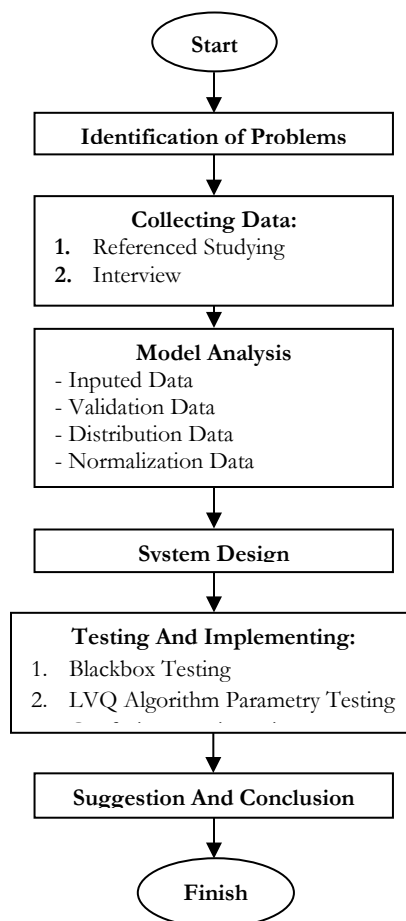 Start
Identification of Problems
Collecting Data:
1. Referenced Studying
2. Interview
Model Analysis
- Inputed Data
- Validation Data
- Distribution Data
- Normalization Data
System Design
Testing And Implementing:
1. Blackbox Testing
2. LVQ Algorithm Parametry Testing
Suggestion And Conclusion
Finish